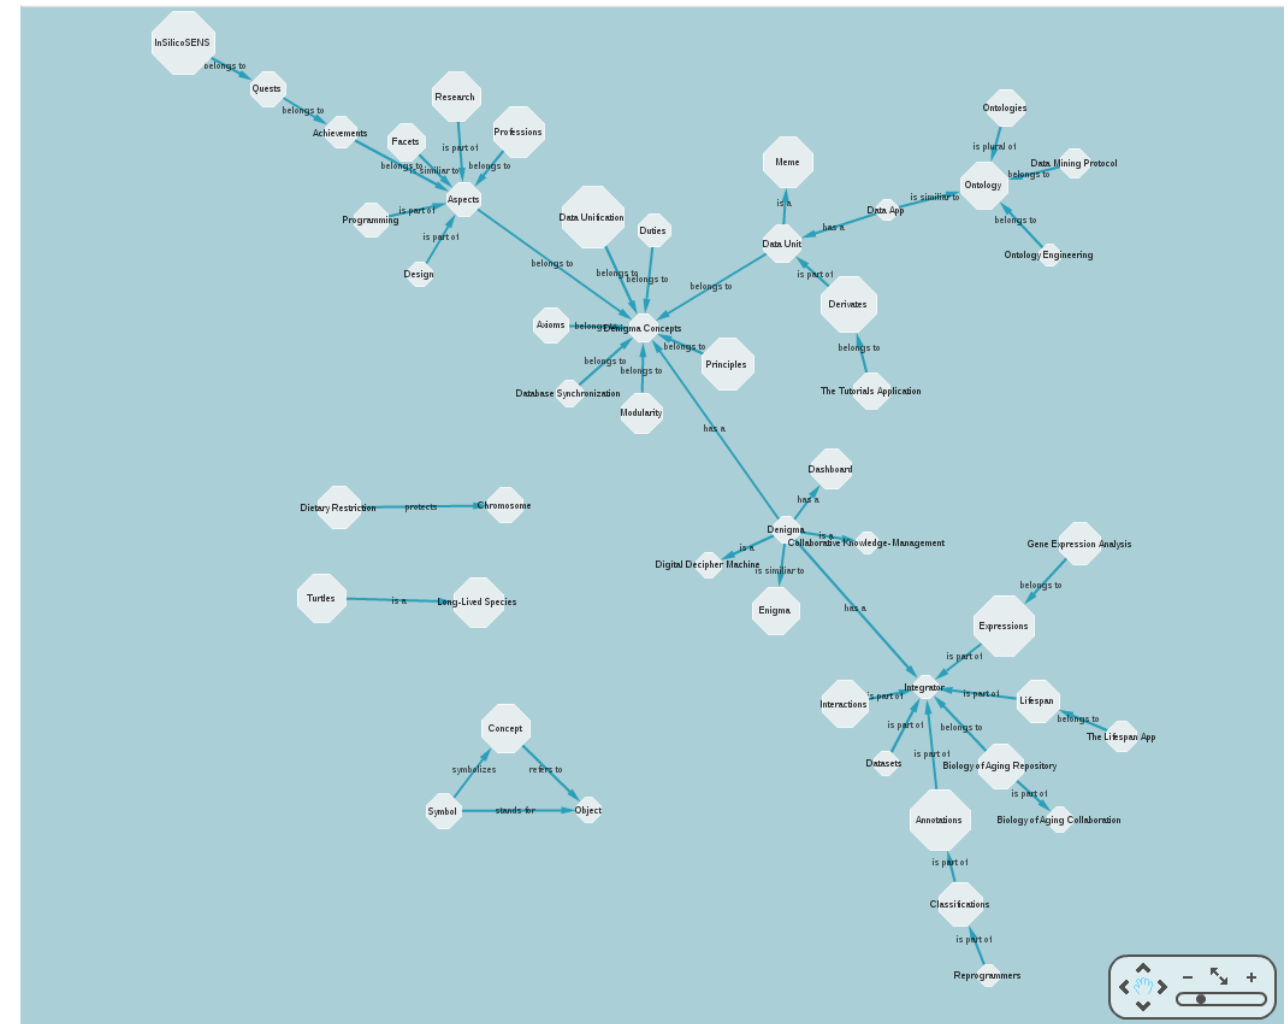 InSilicoSENS
belongs to
Quests
belongs to
Achievements
belongs to
Research
is part of
Facets
is similiar to
Professions
belongs to
Aspects
Programming
is part of
is part of
Design
belongs to
Data Unification
belongs to
Duties
belongs to
Axioms
belongs to
Denigma Concepts
belongs to
Principles
belongs to
Database Synchronization
belongs to
Modularity
Meme
is a
Data Unit
belongs to
has a
Data App
is similiar to
Ontologies
is plural of
Ontology
Data Mining Protocol
belongs to
belongs to
Ontology Engineering
is part of
Derivates
belongs to
The Tutorials Application
has a
Dashboard
has a
Denigma
is a
Collaborative Knowledge-Management
is a
Digital Decipher Machine
is similiar to
Enigma
has a
Dietary Restriction
protects
Chromosome
Turtles
is a
Long-Lived Species
Gene Expression Analysis
belongs to
Expressions
is part of
Integrator
Interactions
is part of
is part of
Lifespan
belongs to
The Lifespan App
is part of
Datasets
belongs to
Biology of Aging Repository
is part of
Biology of Aging Collaboration
is part of
Annotations
is part of
Classifications
is part of
Reprogrammers
Concept
symbolizes
refers to
Symbol
stands for
Object